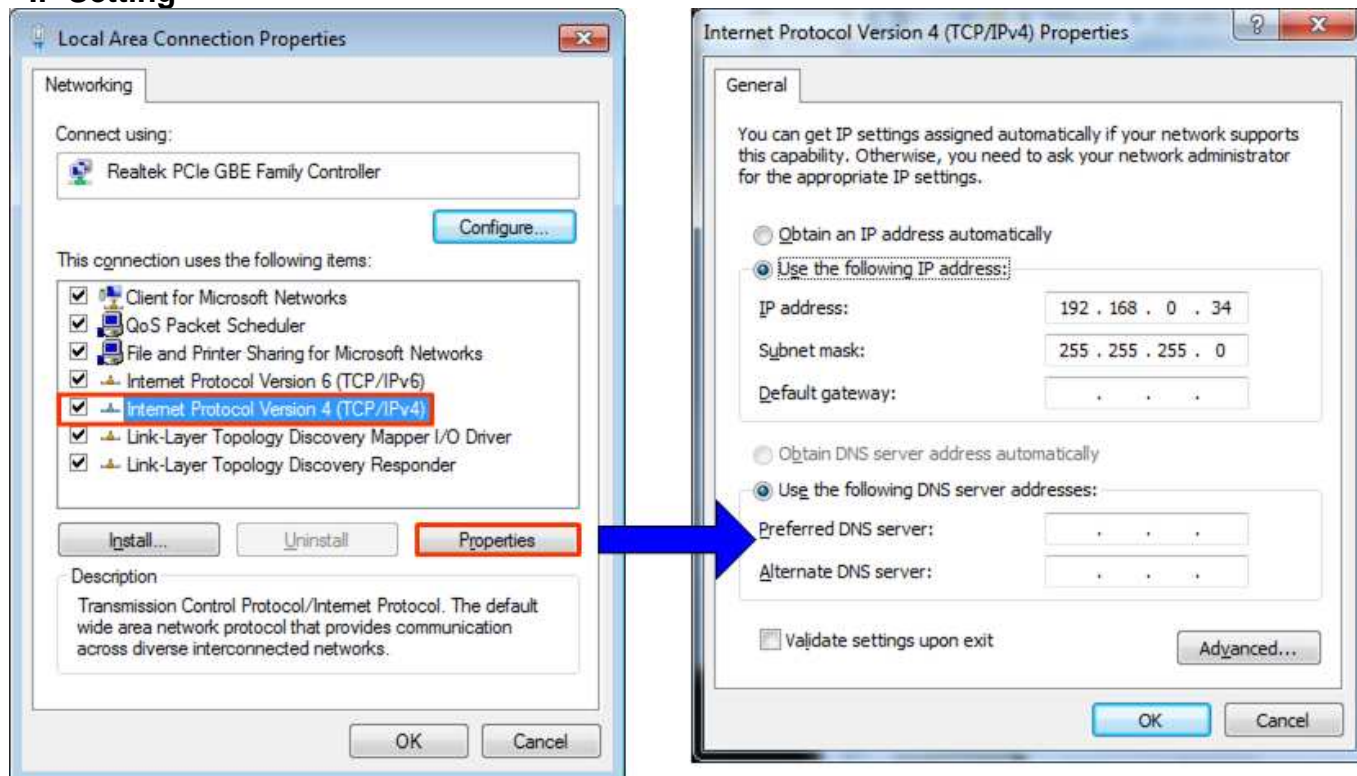 IP Setting
Local Area Connection Properties
Networking
Connect using:
Realtek PCIe GBE Family Controller
Configure...
This connection uses the following items:
Client for Microsoft Networks
QoS Packet Scheduler
File and Printer Sharing for Microsoft Networks
Internet Protocol Version 6 (TCP/IPv6)
Internet Protocol Version 4 (TCP/IPv4)
Link-Layer Topology Discovery Mapper I/O Driver
Link-Layer Topology Discovery Responder
Install...
Uninstall
Properties
Description
Transmission Control Protocol/Internet Protocol. The default
wide area network protocol that provides communication
across diverse interconnected networks.
OK
Cancel
Internet Protocol Version 4 (TCP/IPv4) Properties
General
You can get IP settings assigned automatically if your network supports
this capability. Otherwise, you need to ask your network administrator
for the appropriate IP settings.
Obtain an IP address automatically
Use the following IP address:
IP address: 192 . 168 . 0 . 34
Subnet mask: 255 . 255 . 255 . 0
Default gateway: . . .
Obtain DNS server address automatically
Use the following DNS server addresses:
Preferred DNS server: . . .
Alternate DNS server: . . .
Validate settings upon exit
Advanced...
OK
Cancel